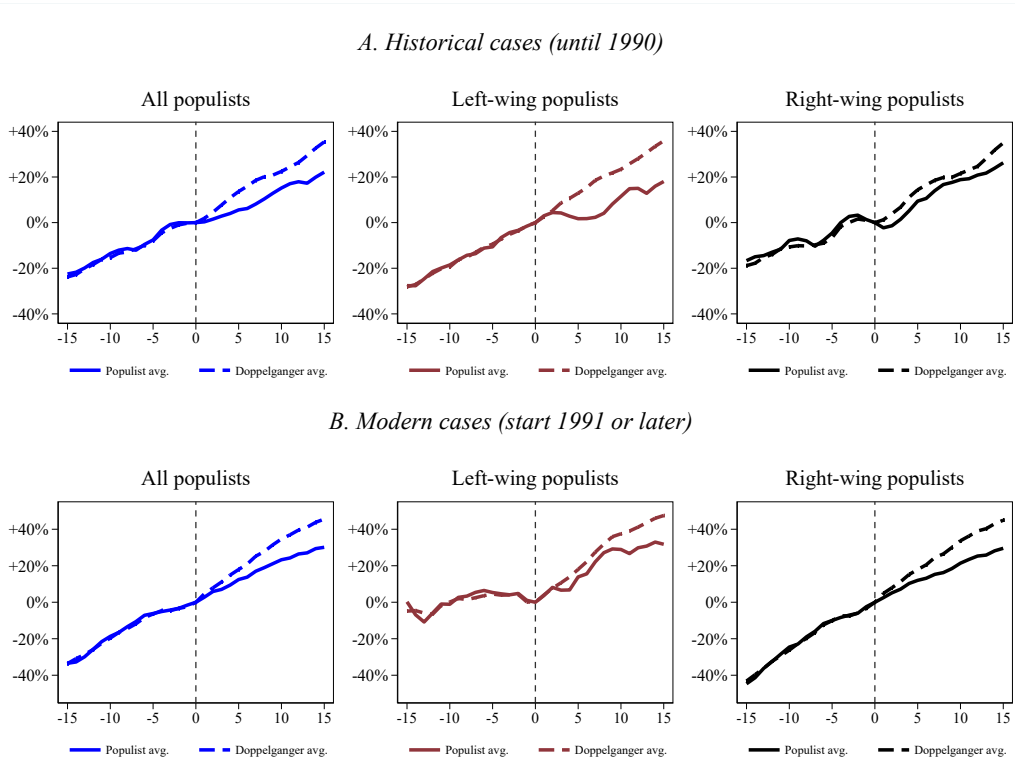 A. Historical cases (until 1990)
All populists
Left-wing populists
Right-wing populists
+40%
+20%
0%
-20%
-40%
-15 -10 -5 0 5 10 15
+40%
+20%
0%
-20%
-40%
-15 -10 -5 0 5 10 15
+40%
+20%
0%
-20%
-40%
-15 -10 -5 0 5 10 15
Populist avg. Doppelganger avg.
Populist avg. Doppelganger avg.
Populist avg. Doppelganger avg.
B. Modern cases (start 1991 or later)
All populists
Left-wing populists
Right-wing populists
+40%
+20%
0%
-20%
-40%
-15 -10 -5 0 5 10 15
+40%
+20%
0%
-20%
-40%
-15 -10 -5 0 5 10 15
+40%
+20%
0%
-20%
-40%
-15 -10 -5 0 5 10 15
Populist avg. Doppelganger avg.
Populist avg. Doppelganger avg.
Populist avg. Doppelganger avg.